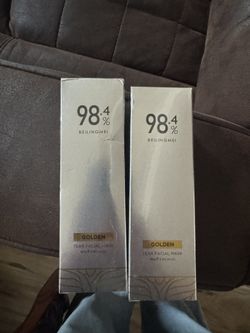 98.4%
BEILINGMEI
GOLDEN
TEAR FACIAL MASK
98.4%
BEILINGMEI
GOLDEN
TEAR FACIAL MASK